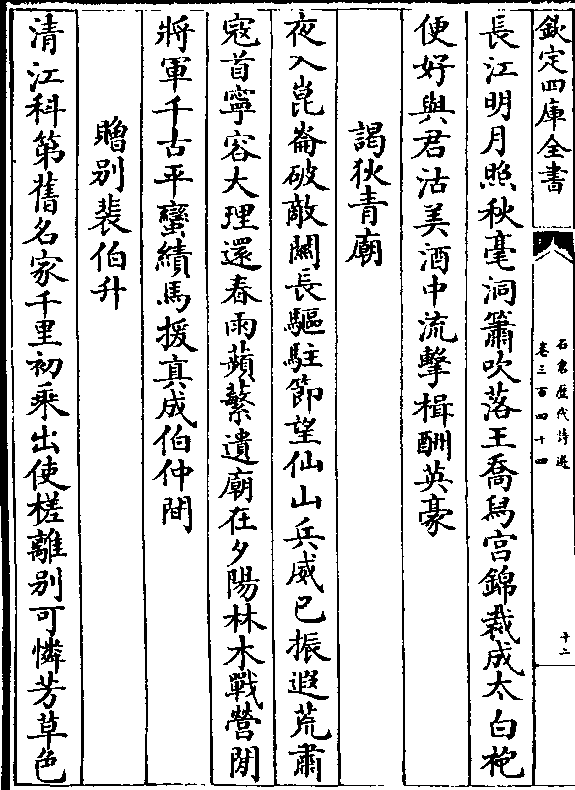 欽定四庫全書
石倉歷代詩選
卷三百四十四
十二
長江明月照秋毫洞簫吹落王喬舄宮錦裁成太白袍
便好與君沽美酒中流擊楫酬英豪
謁狄青廟
夜入崑崙破敵關長驅駐節望仙山兵威已振遐荒肅
寇首寧容大理還春雨蘋蘩遺廟在夕陽林木戰營閒
將軍千古平蠻績馬援真成伯仲間
贈別裴伯升
清江科第舊名家千里初乘出使槎離別可憐芳草色